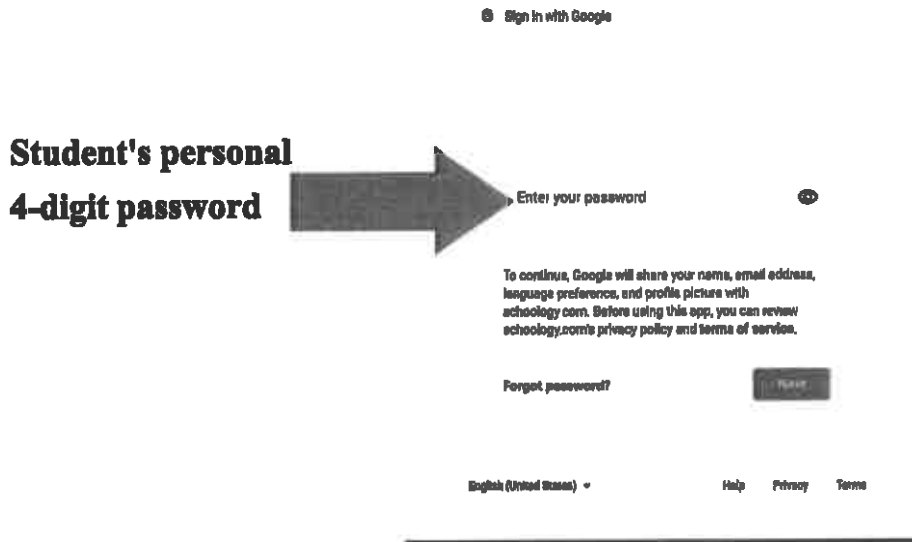 Sign in with Google
Student's personal
4-digit password
Enter your password
To continue, Google will share your name, email address,
language preference, and profile picture with
schoology.com. Before using this app, you can review
schoology.com's privacy policy and terms of service.
Forgot password?
Next
English (United States)
Help Privacy Terms